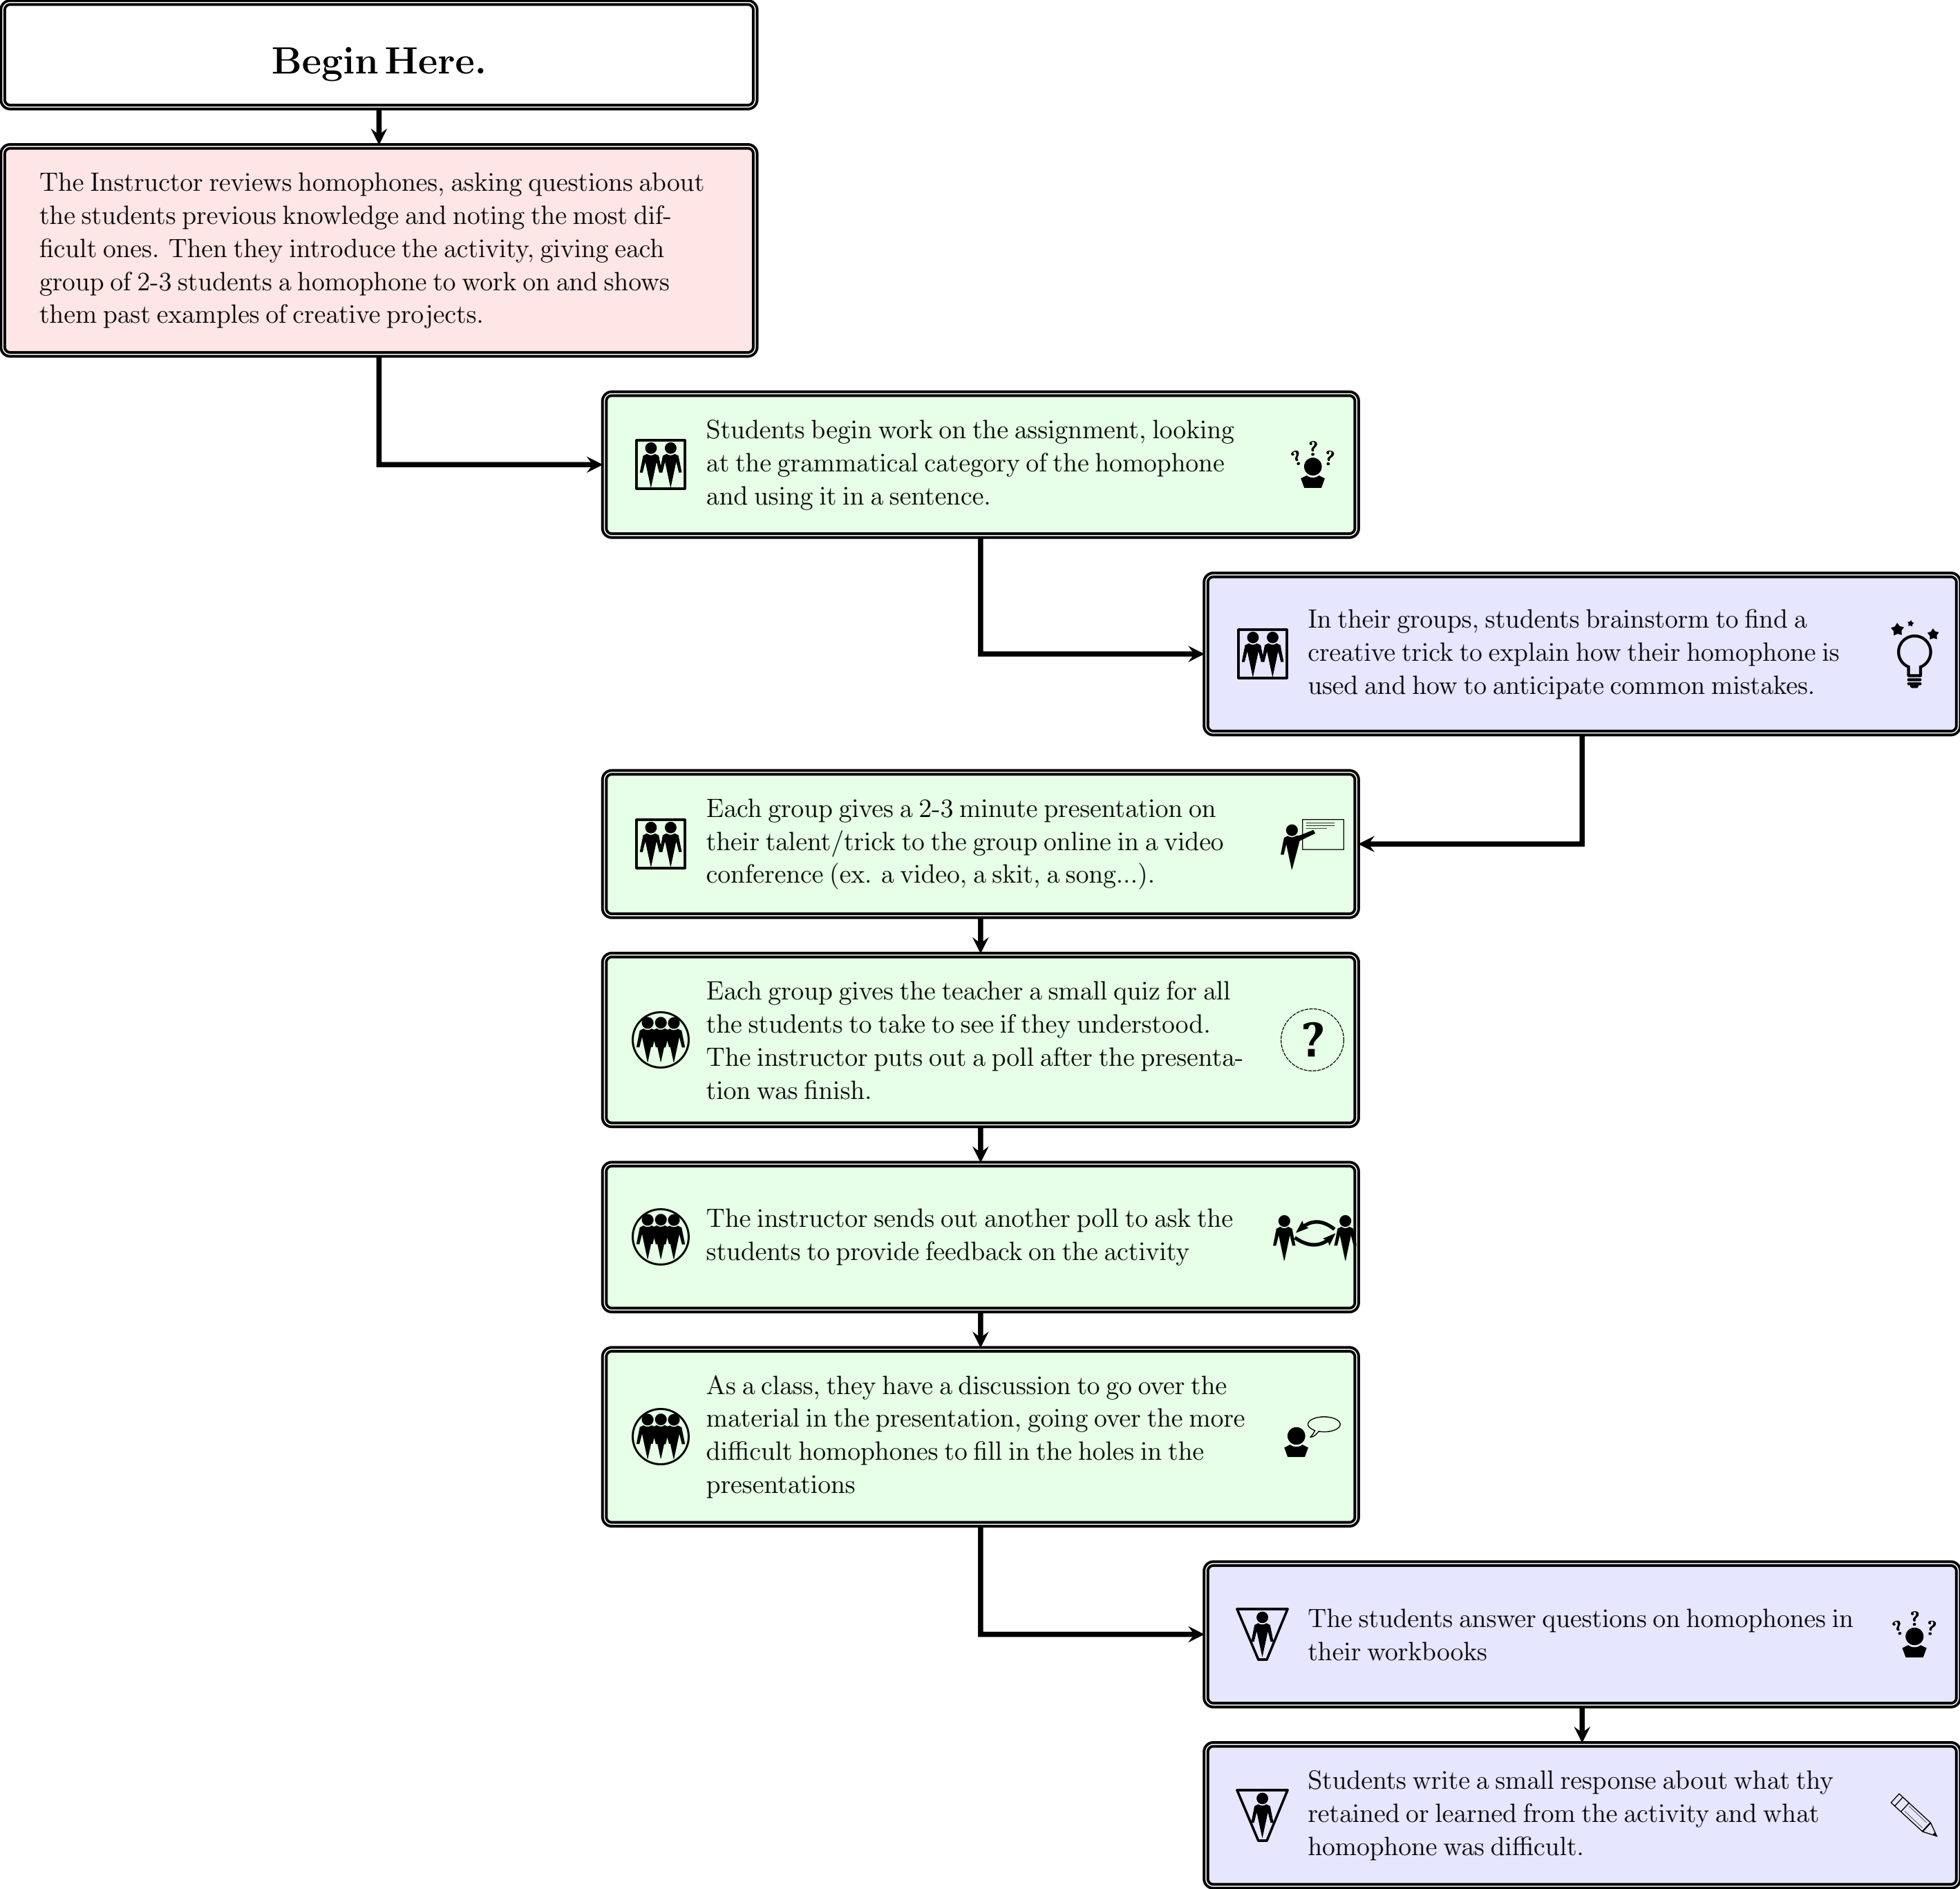 Begin Here.
The Instructor reviews homophones, asking questions about
the students previous knowledge and noting the most dif-
ficult ones. Then they introduce the activity, giving each
group of 2-3 students a homophone to work on and shows
them past examples of creative projects.
Students begin work on the assignment, looking
at the grammatical category of the homophone
and using it in a sentence.
? ? ?
In their groups, students brainstorm to find a
creative trick to explain how their homophone is
used and how to anticipate common mistakes.
Each group gives a 2-3 minute presentation on
their talent/trick to the group online in a video
conference (ex. a video, a skit, a song...).
Each group gives the teacher a small quiz for all
the students to take to see if they understood.
The instructor puts out a poll after the presenta-
tion was finish.
?
The instructor sends out another poll to ask the
students to provide feedback on the activity
As a class, they have a discussion to go over the
material in the presentation, going over the more
difficult homophones to fill in the holes in the
presentations
The students answer questions on homophones in
their workbooks
? ? ?
Students write a small response about what thy
retained or learned from the activity and what
homophone was difficult.